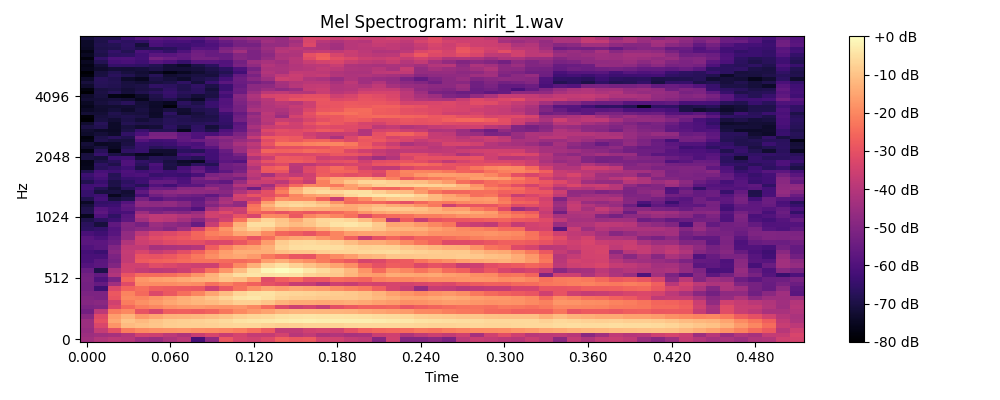 Mel Spectrogram: nirit_1.wav
Hz
4096
2048
1024
512
0
0.000 0.060 0.120 0.180 0.240 0.300 0.360 0.420 0.480
Time
+0 dB
-10 dB
-20 dB
-30 dB
-40 dB
-50 dB
-60 dB
-70 dB
-80 dB